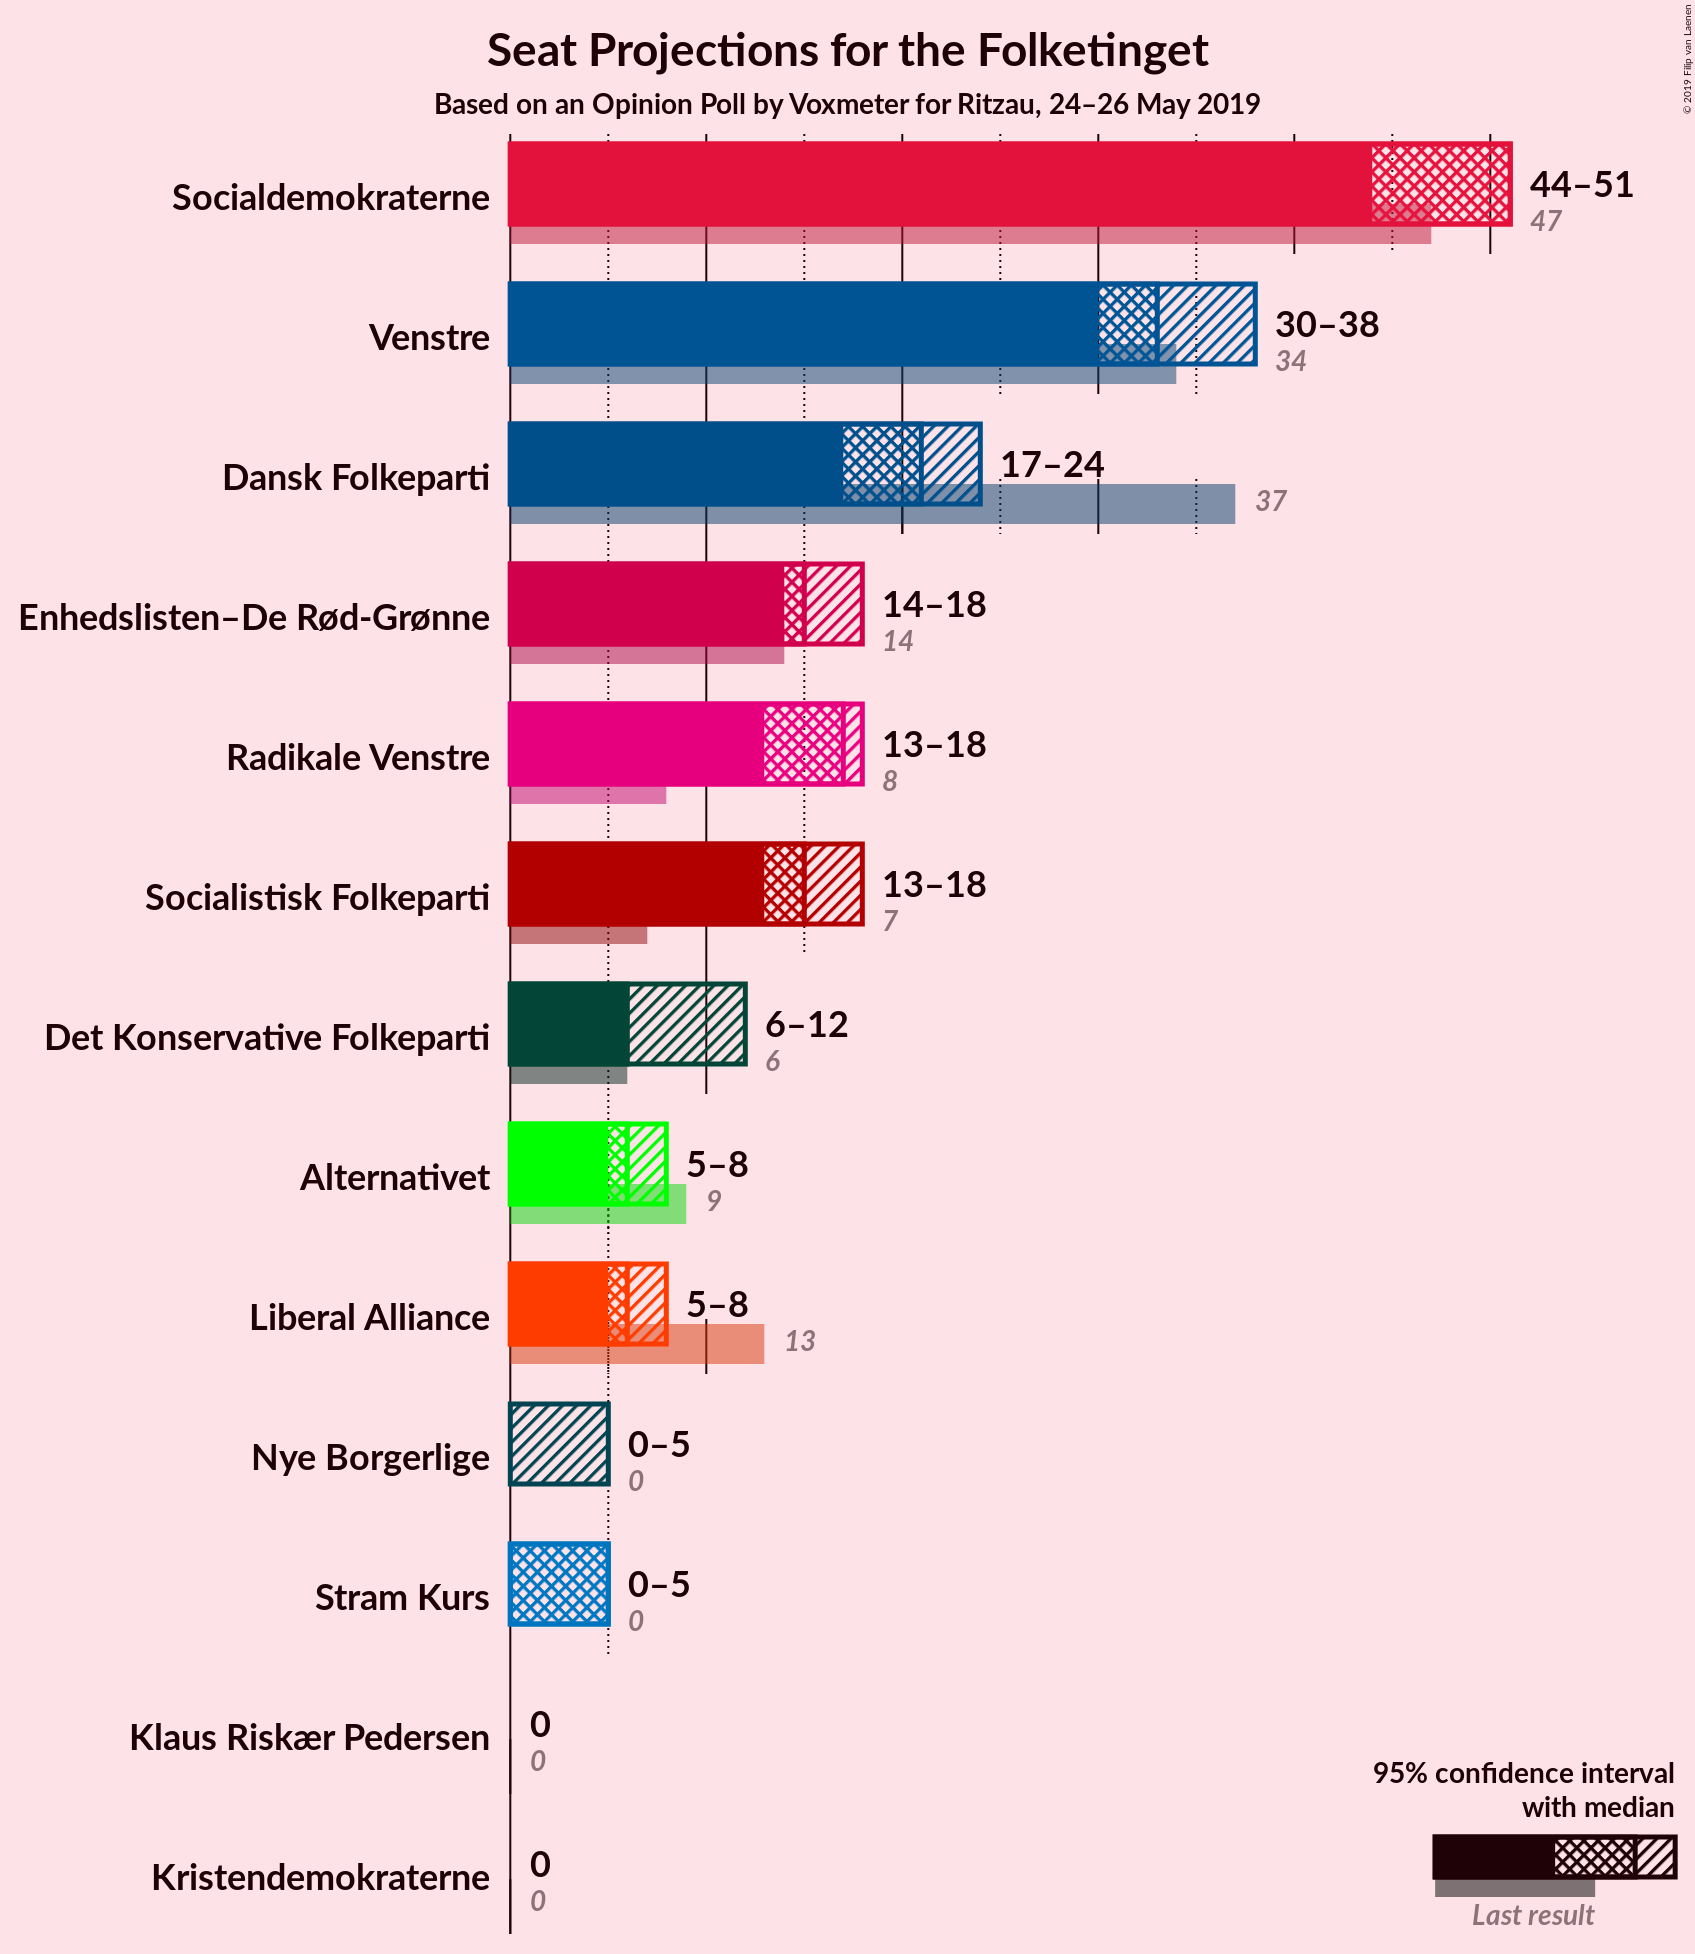 © 2019 Filip van Laenen
Seat Projections for the Folketinget
Based on an Opinion Poll by Voxmeter for Ritzau, 24–26 May 2019
Socialdemokraterne
44–51
47
Venstre
30–38
34
Dansk Folkeparti
17–24
37
Enhedslisten–De Rød-Grønne
14–18
14
Radikale Venstre
13–18
8
Socialistisk Folkeparti
13–18
7
Det Konservative Folkeparti
6–12
6
Alternativet
5–8
9
Liberal Alliance
5–8
13
Nye Borgerlige
0–5
0
Stram Kurs
0–5
0
Klaus Riskær Pedersen
0
0
Kristendemokraterne
0
0
95% confidence interval
with median
Last result